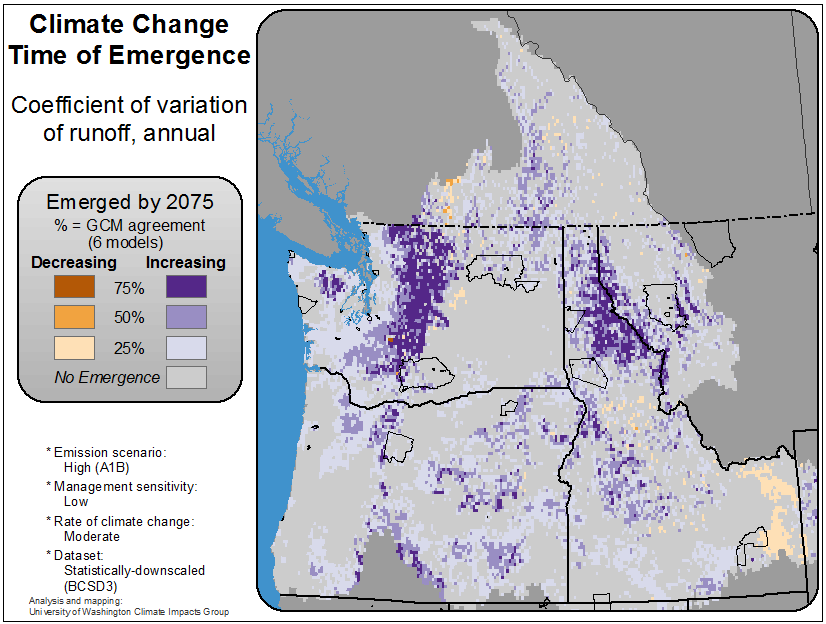 Climate Change
Time of Emergence
Coefficient of variation
of runoff, annual
Emerged by 2075
% = GCM agreement
(6 models)
Decreasing Increasing
75%
50%
25%
No Emergence
* Emission scenario:
High (A1B)
* Management sensitivity:
Low
* Rate of climate change:
Moderate
* Dataset:
Statistically-downscaled
(BCSD3)
Analysis and mapping:
University of Washington Climate Impacts Group